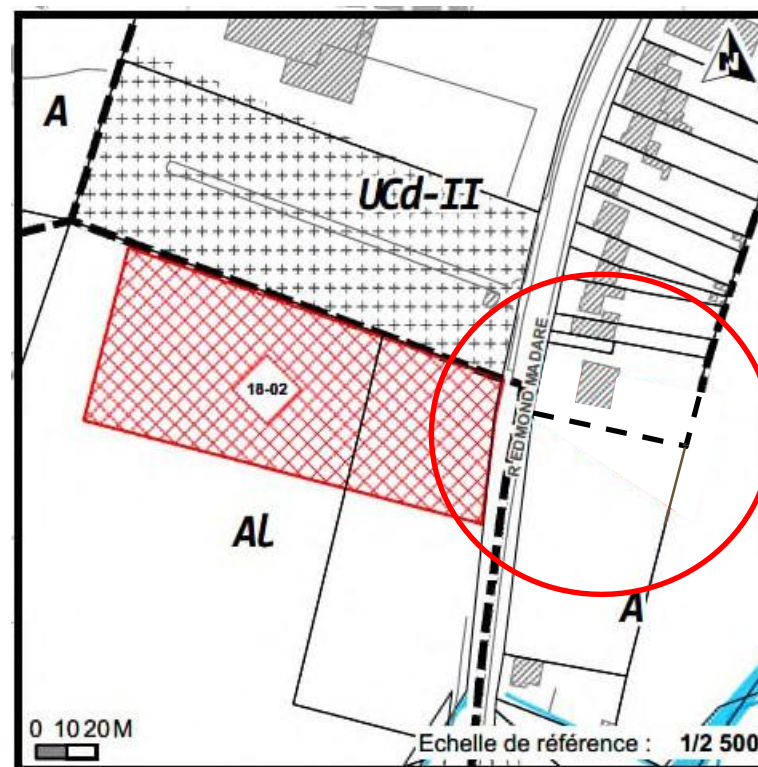 N
A
UCd-II
18-02
R EDMOND MADARE
Al
A
0 10 20 M
Echelle de référence : 1/2 500